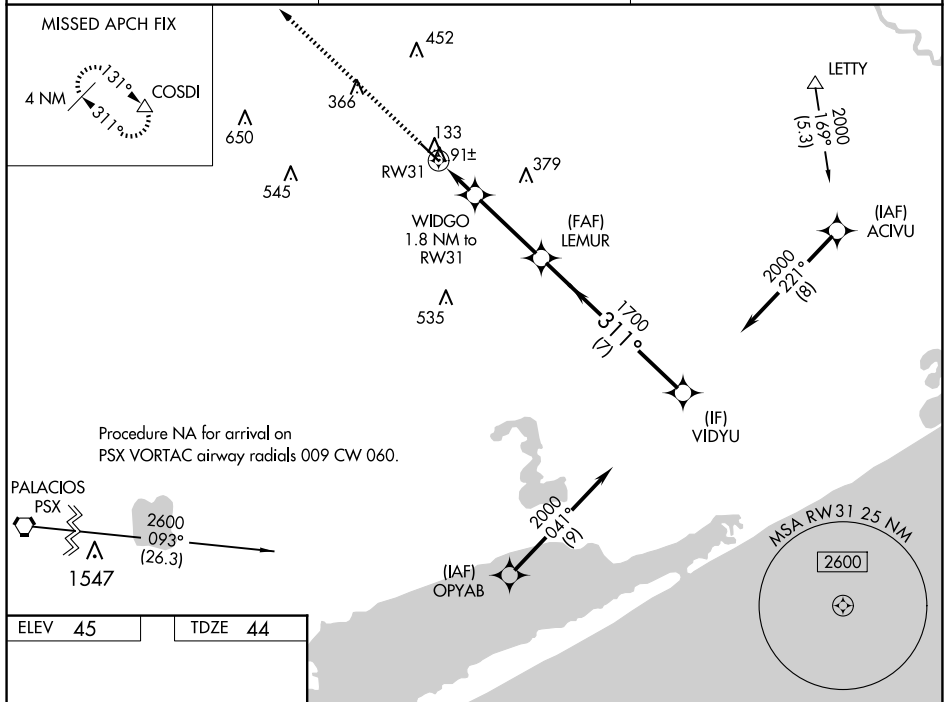 MISSED APCH FIX
131°
4 NM
COSDI
311°
452
366
650
545
133
91±
RW31
379
WIDGO
1.8 NM to
RW31
(FAF)
LEMUR
535
1700
311°
(7)
(IF)
VIDYU
LETTY
2000
169°
(5.3)
(IAF)
ACIVU
2000
221°
(8)
Procedure NA for arrival on
PSX VORTAC airway radials 009 CW 060.
PALACIOS
PSX
2600
093°
(26.3)
1547
2000
041°
(9)
(IAF)
OPYAB
MSA RW31 25 NM
2600
ELEV 45
TDZE 44